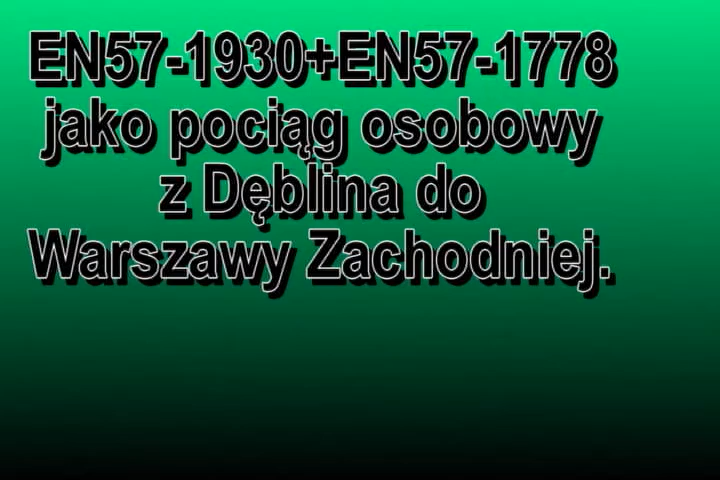 EN57-1930+EN57-1778
jako pociąg osobowy
z Dęblina do
Warszawy Zachodniej.